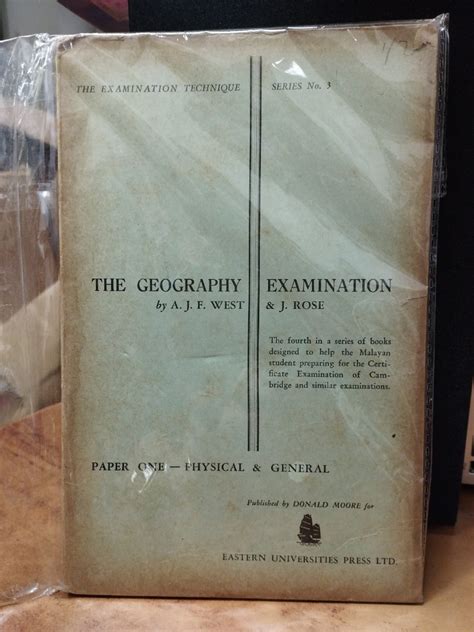 THE EXAMINATION TECHNIQUE SERIES No. 3
THE GEOGRAPHY EXAMINATION
by A. J. F. WEST & J. ROSE
The fourth in a series of books
designed to help the Malayan
student preparing for the Certi-
ficate Examination of Cam-
bridge and similar examinations.
PAPER ONE — PHYSICAL & GENERAL
Published by DONALD MOORE for
EASTERN UNIVERSITIES PRESS LTD.